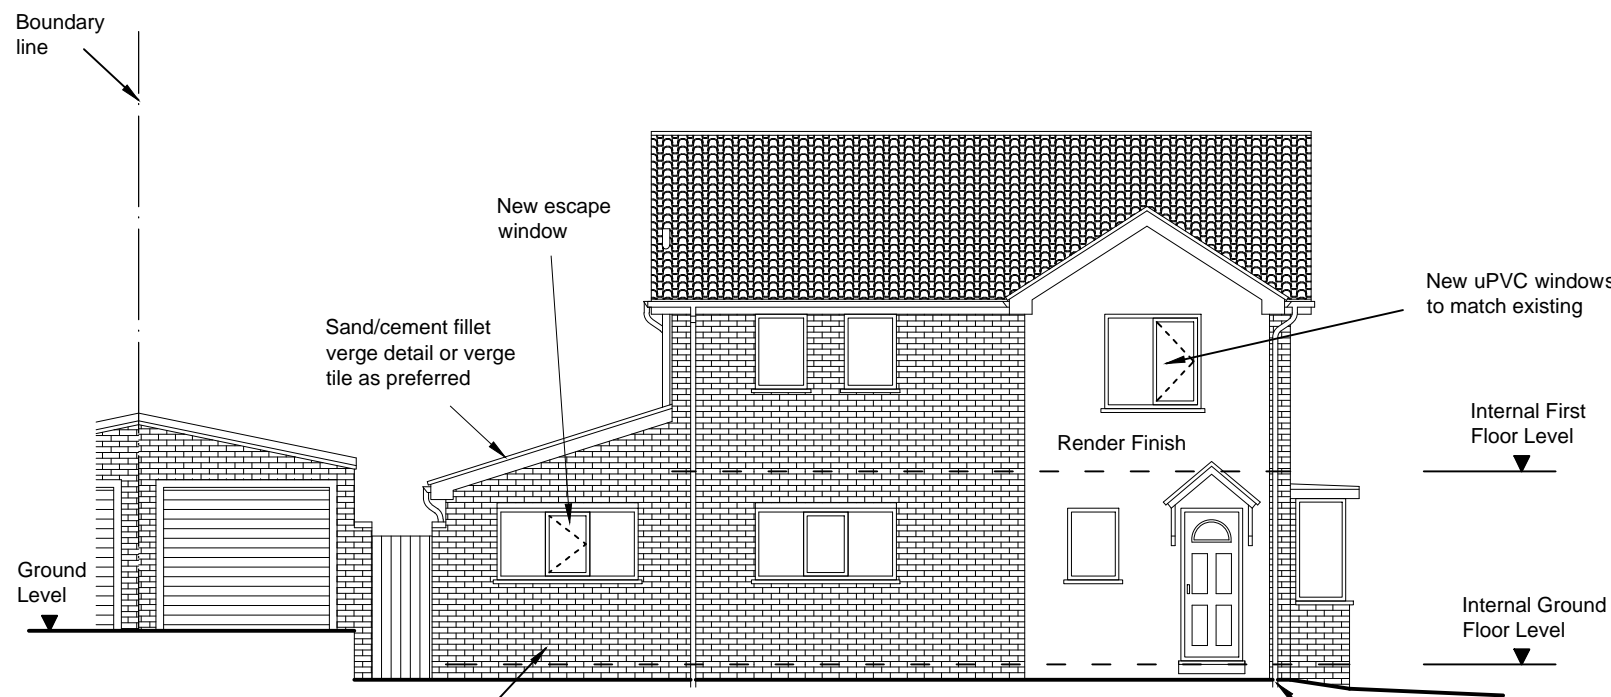 Boundary
line
New escape
window
Sand/cement fillet
verge detail or verge
tile as preferred
New uPVC windows
to match existing
Internal First
Floor Level
Render Finish
Ground
Level
Internal Ground
Floor Level